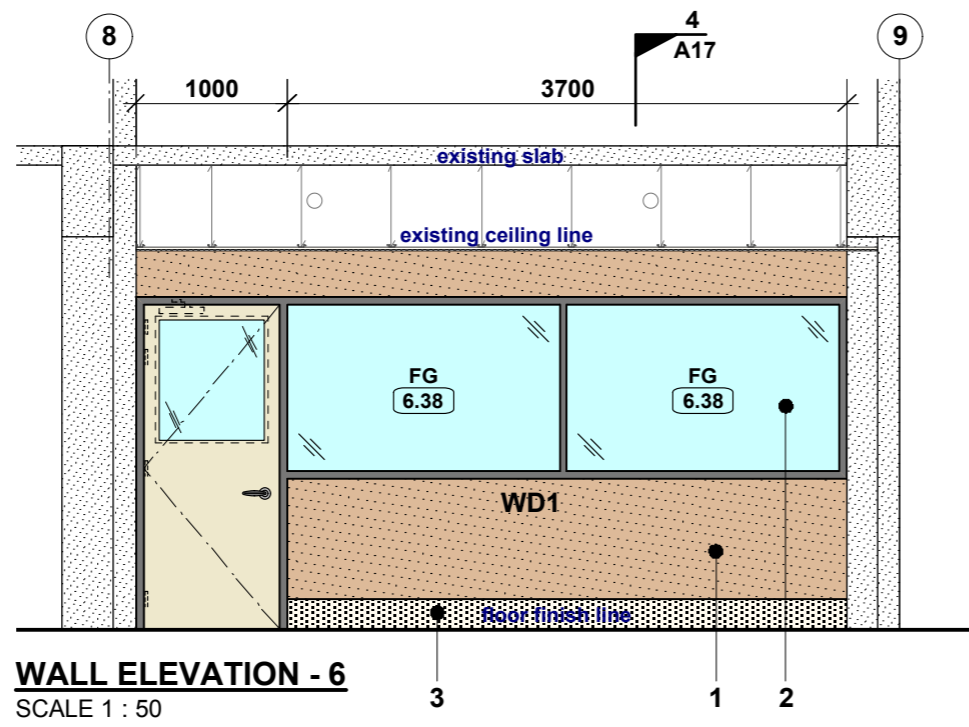 8
4
A17
9
1000
3700
existing slab
existing ceiling line
FG
6.38
FG
6.38
WD1
floor finish line
3
1
2
WALL ELEVATION - 6
SCALE 1 : 50